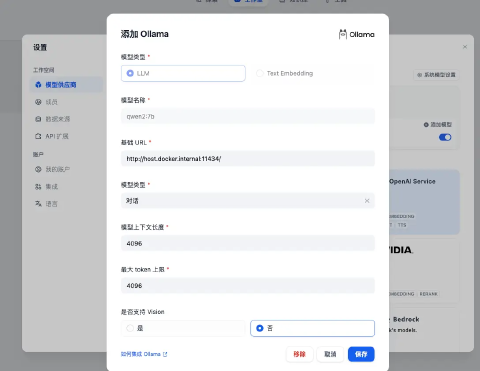 添加 Ollama
Ollama
模型类型 *
LLM
Text Embedding
模型名称 *
qwen2:7b
基础 URL *
http://host.docker.internal:11434/
模型类型 *
对话
模型上下文长度 *
4096
最大 token 上限 *
4096
是否支持 Vision
是
否
如何集成 Ollama
移除
取消
保存
设置
工作空间
模型供应商
成员
数据来源
API 扩展
账户
我的账户
集成
语言
系统模型设置
添加模型
OpenAI Service
BEDDING
TTS
VIDIA.
BEDDING
RERANK
Bedrock
k's models.